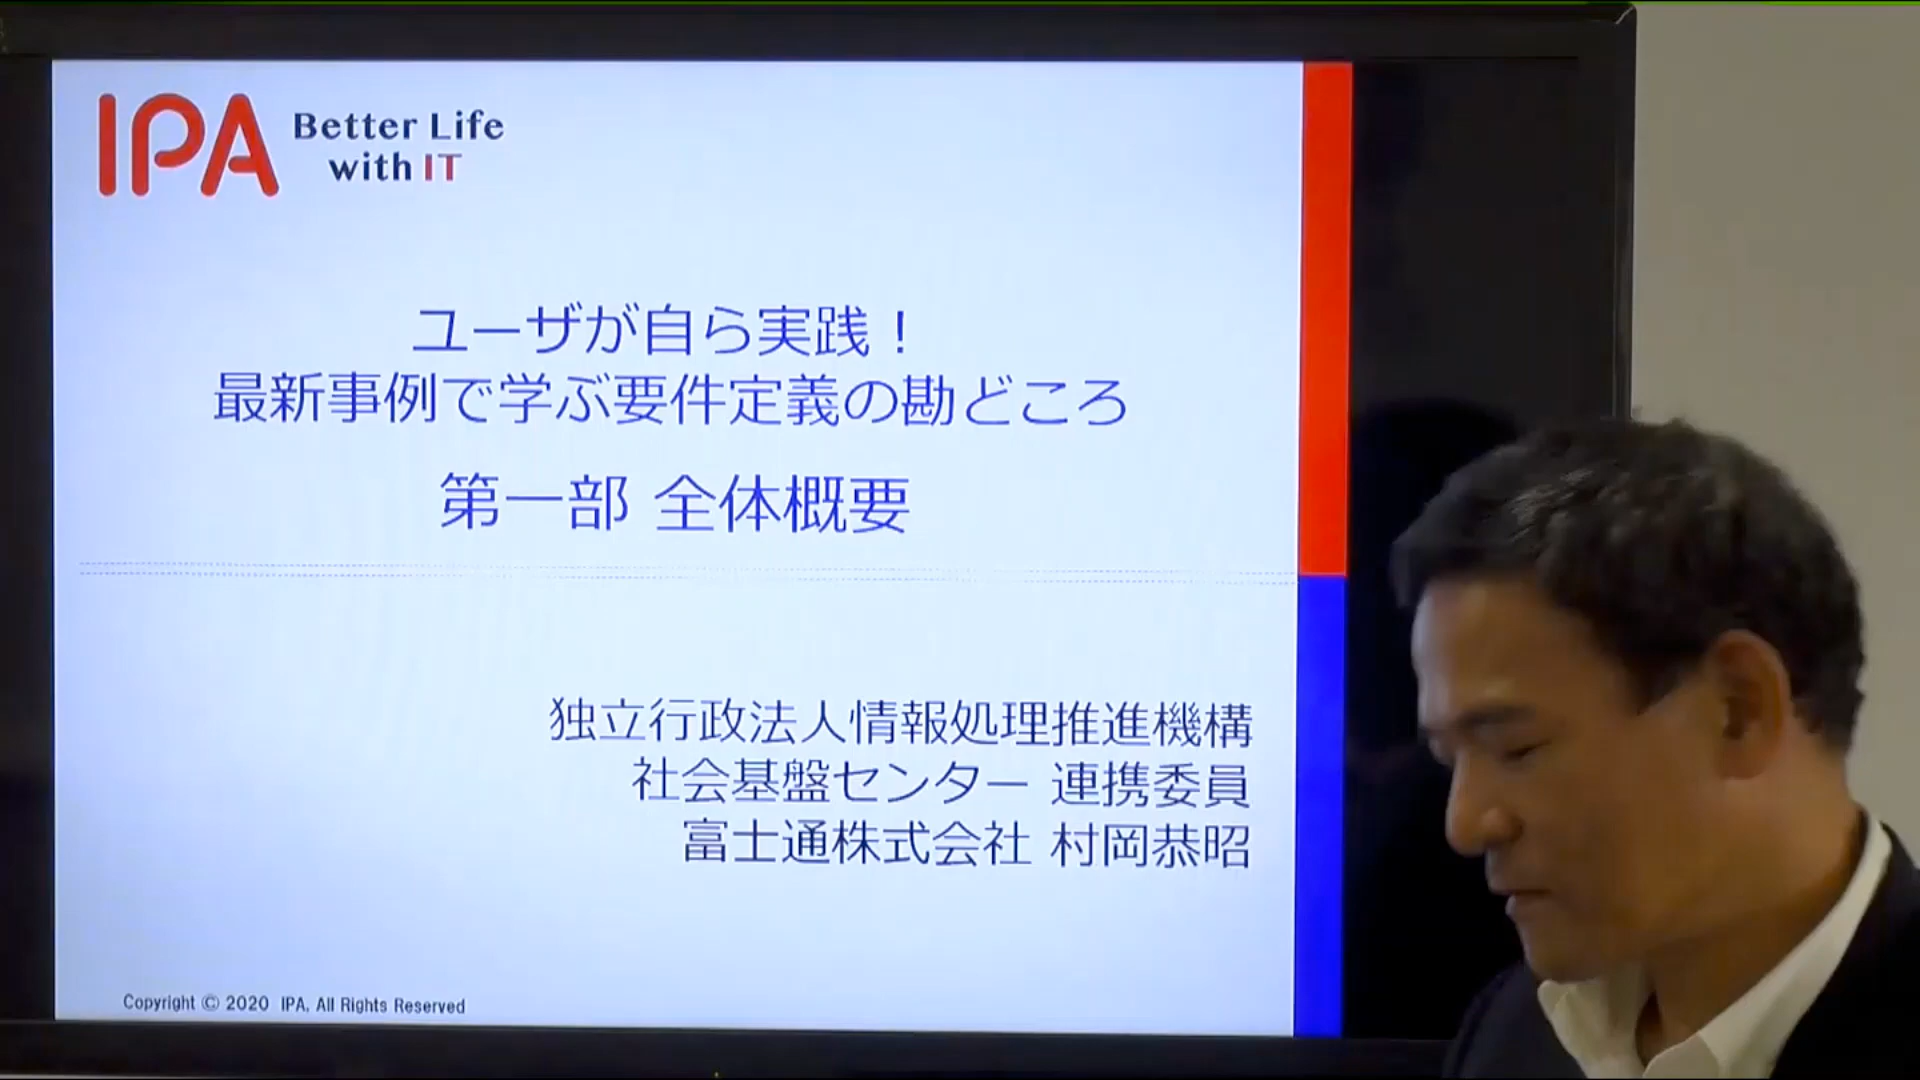 IPA
Better Life
with IT
ユーザが自ら実践！
最新事例で学ぶ要件定義の勘どころ
第一部 全体概要
独立行政法人情報処理推進機構
社会基盤センター 連携委員
富士通株式会社 村岡恭昭
Copyright © 2020 IPA, All Rights Reserved